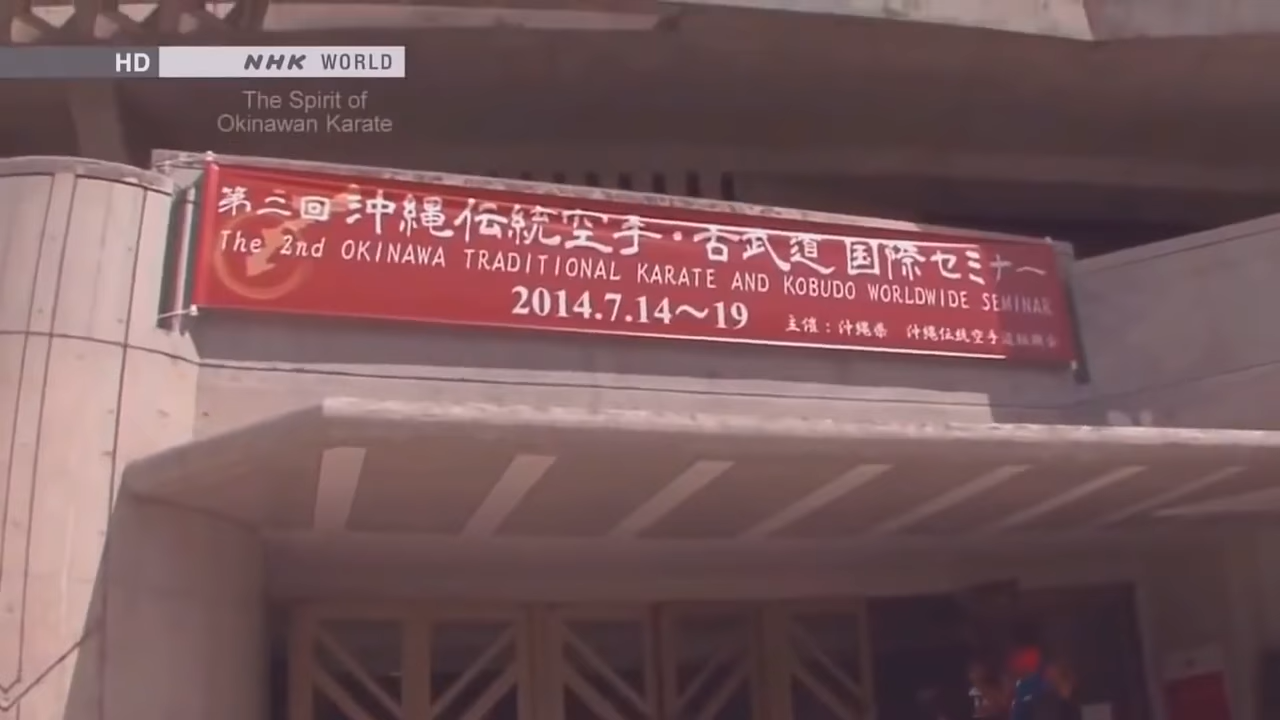 HD NHK WORLD
The Spirit of
Okinawan Karate
第二回 沖縄伝統空手・古武道 国際セミナー
The 2nd OKINAWA TRADITIONAL KARATE AND KOBUDO WORLDWIDE SEMINAR
2014.7.14～19
主催：沖縄県 沖縄伝統空手道振興会